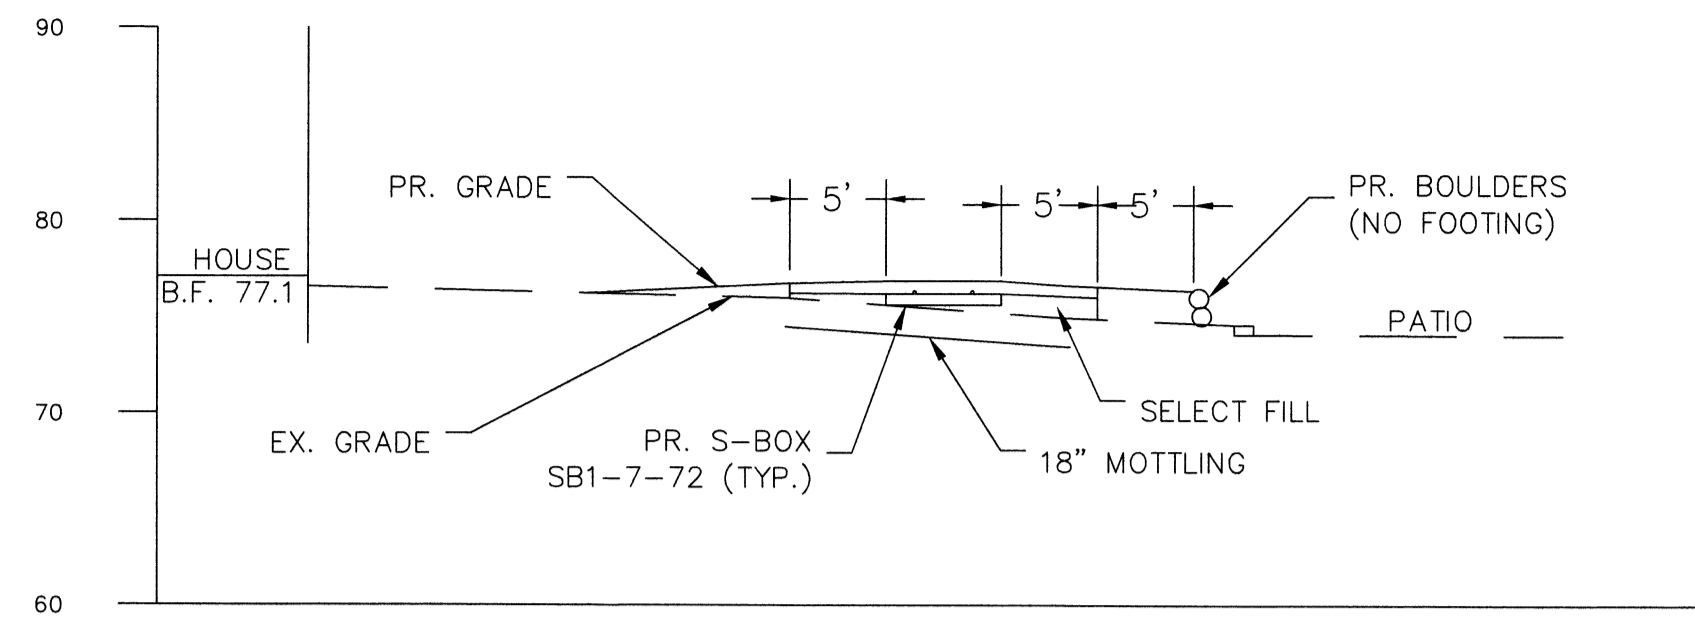 90
80
70
60
HOUSE
B.F. 77.1
PR. GRADE
5'
5'
5'
PR. BOULDERS
(NO FOOTING)
PATIO
EX. GRADE
PR. S-BOX
SB1-7-72 (TYP.)
SELECT FILL
18" MOTTLING